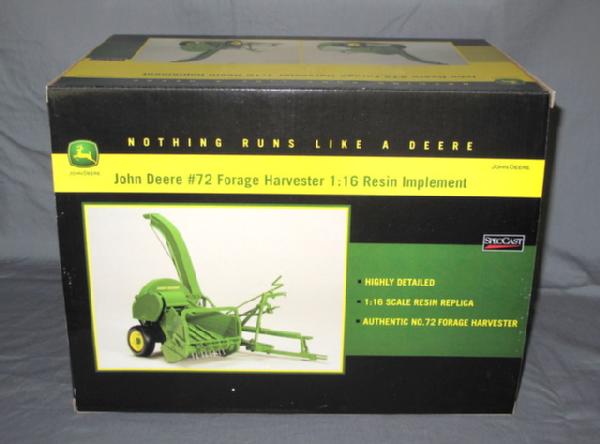 NOTHING RUNS LIKE A DEERE
JOHN DEERE
JOHN DEERE
John Deere #72 Forage Harvester 1:16 Resin Implement
SPECCAST
HIGHLY DETAILED
1:16 SCALE RESIN REPLICA
AUTHENTIC NO.72 FORAGE HARVESTER